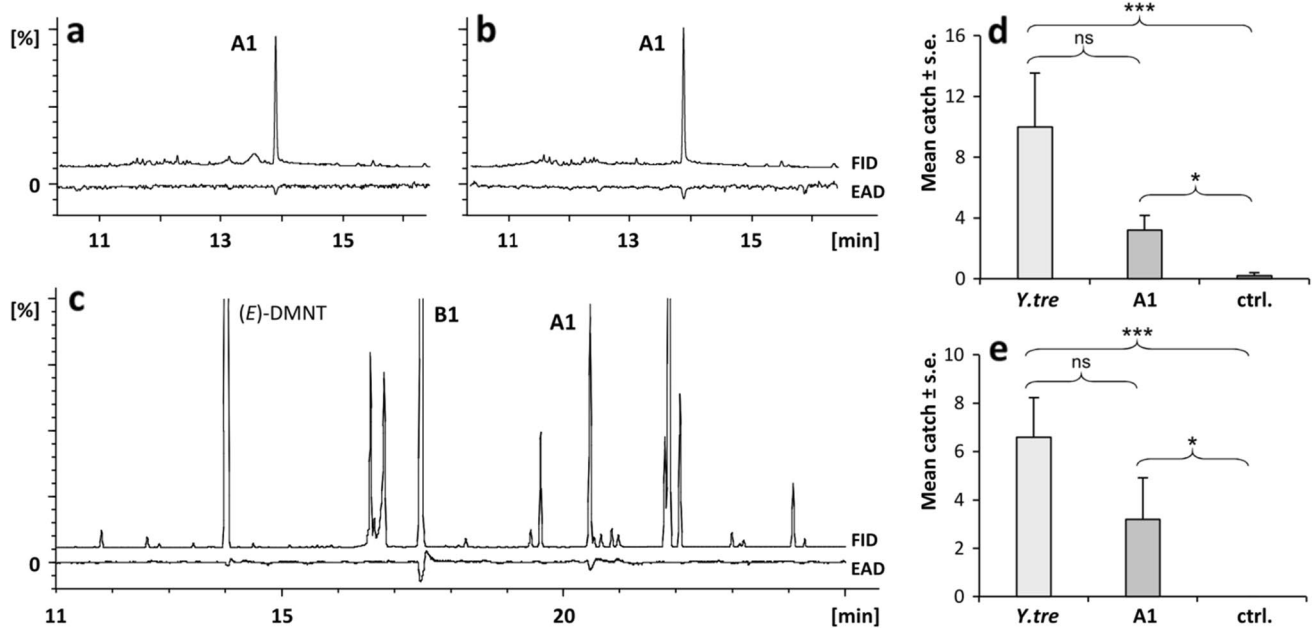 a
[%]
A1
0
FID
EAD
11
13
15
b
A1
FID
EAD
11
13
15
[min]
c
[%]
(E)-DMNT
B1
A1
0
FID
EAD
11
15
20
[min]
d
Mean catch ± s.e.
16
12
8
4
0
***
ns
*
Y.tre
A1
ctrl.
e
Mean catch ± s.e.
10
8
6
4
2
0
***
ns
*
Y.tre
A1
ctrl.